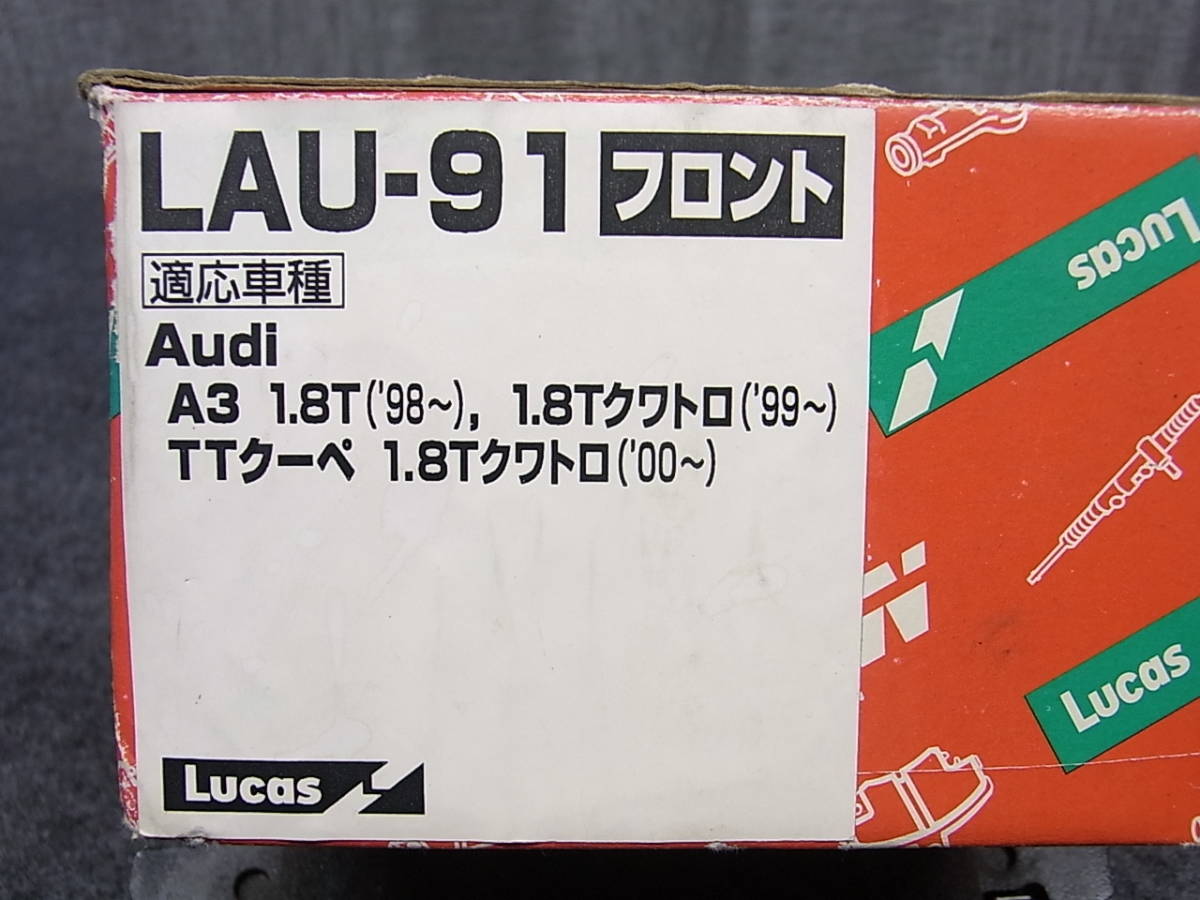 LAU-91 フロント
適応車種
Audi
A3 1.8T('98〜), 1.8Tクワトロ('99〜)
TTクーペ 1.8Tクワトロ('00〜)
Lucas
Lucas
Lucas